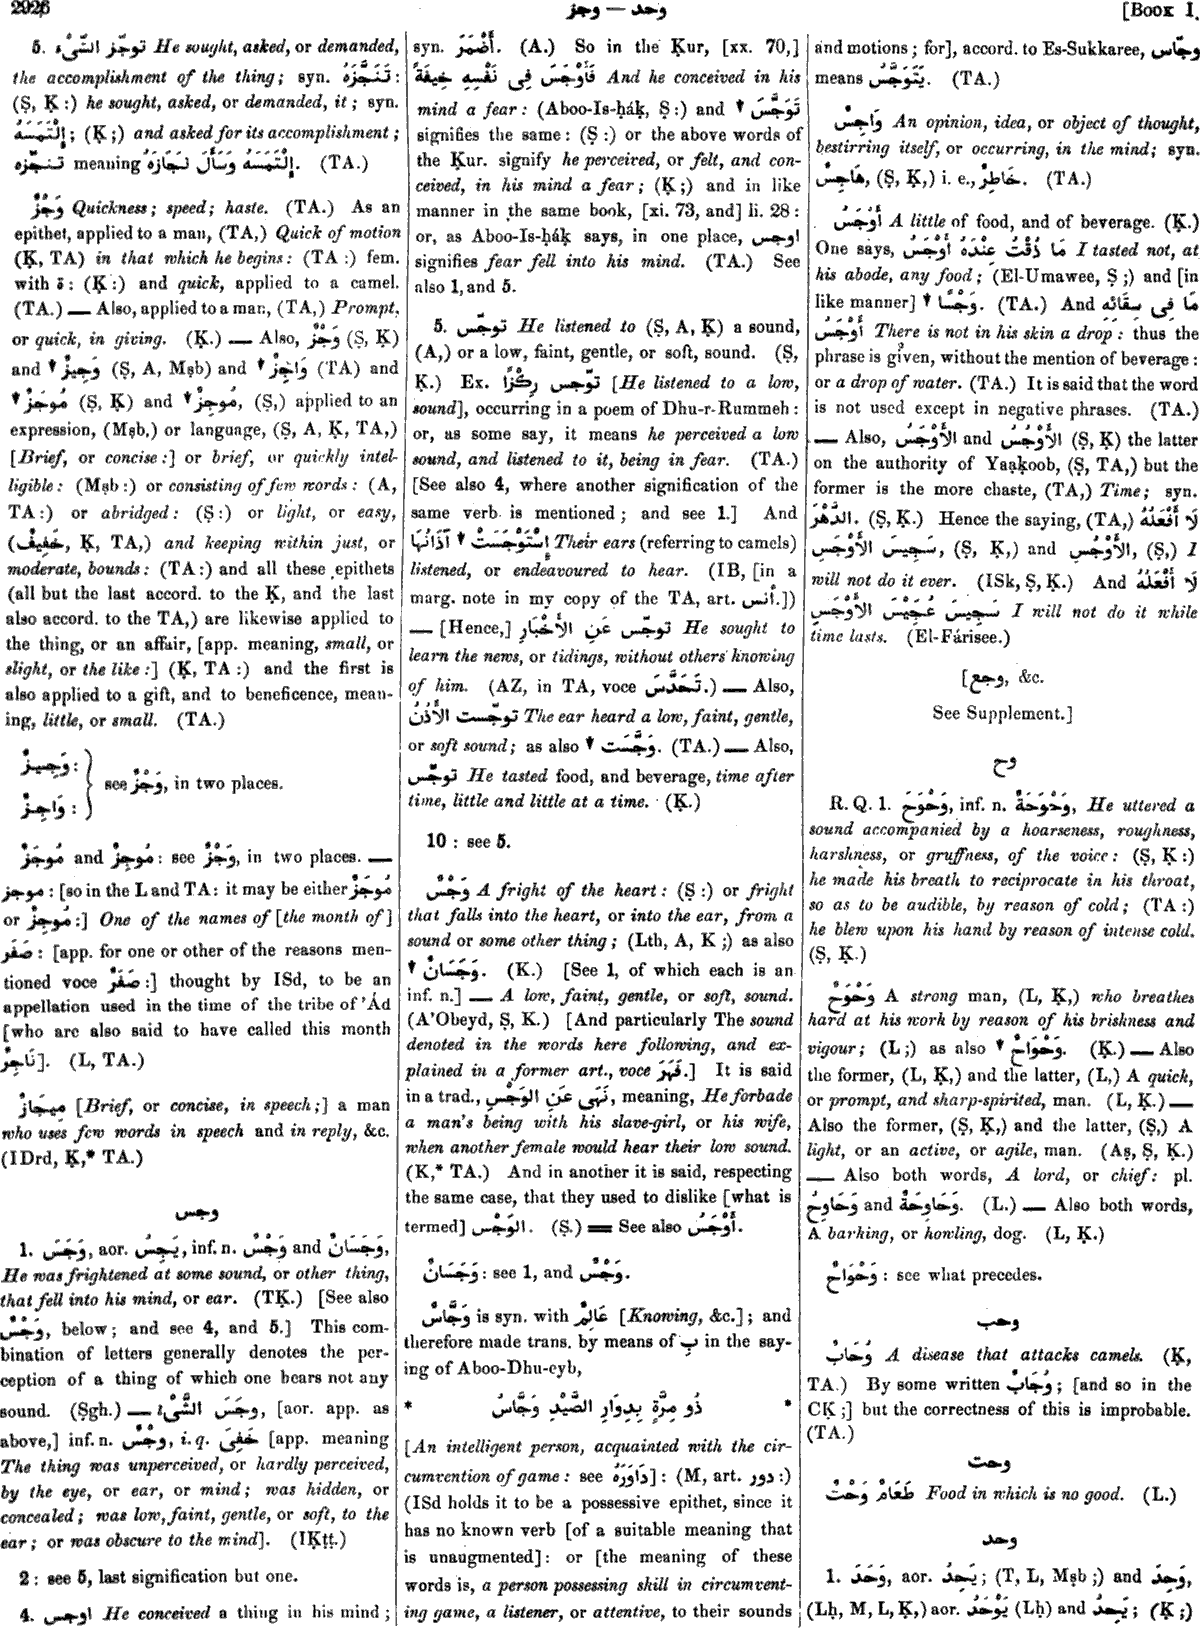 2926
وجز — وحد
[Book I.
5. توجّز الشَّىْءَ He sought, asked, or demanded,
the accomplishment of the thing; syn. تَنَجَّزَهُ:
(Ṣ, Ḳ:) he sought, asked, or demanded, it; syn.
إِلْتَمَسَهُ; (Ḳ;) and asked for its accomplishment;
تنجّزه meaning إِلْتَمَسَهُ وَسَأَلَ نَجَازَهُ. (TA.)
وَجْزٌ Quickness; speed; haste. (TA.) As an
epithet, applied to a man, (TA,) Quick of motion
(Ḳ, TA) in that which he begins: (TA:) fem.
with ة: (Ḳ:) and quick, applied to a camel.
(TA.) — Also, applied to a man, (TA,) Prompt,
or quick, in giving. (Ḳ.) — Also, وَجْزٌ (Ṣ, Ḳ)
and ↓ وَجِيزٌ (Ṣ, A, Mṣb) and ↓ وَاجِزٌ (TA) and
↓ مُوجَزٌ (Ṣ, Ḳ) and ↓ مُوجِزٌ, (Ṣ,) applied to an
expression, (Mṣb,) or language, (Ṣ, A, Ḳ, TA,)
[Brief, or concise:] or brief, or quickly intel-
ligible: (Mṣb:) or consisting of few words: (A,
TA:) or abridged: (Ṣ:) or light, or easy,
(خَفِيفٌ, Ḳ, TA,) and keeping within just, or
moderate, bounds: (TA:) and all these epithets
(all but the last accord. to the Ḳ, and the last
also accord. to the TA,) are likewise applied to
the thing, or an affair, [app. meaning, small, or
slight, or the like:] (Ḳ, TA:) and the first is
also applied to a gift, and to beneficence, mean-
ing, little, or small. (TA.)
وَجِيزٌ:
وَاجِزٌ:
see وَجْزٌ, in two places.
مُوجَزٌ and مُوجِزٌ: see وَجْزٌ, in two places. —
موجز: [so in the L and TA: it may be either مُوجَزٌ
or مُوجِزٌ:] One of the names of [the month of]
صَفَر: [app. for one or other of the reasons men-
tioned voce صَفَرٌ:] thought by ISd, to be an
appellation used in the time of the tribe of 'Ád
[who are also said to have called this month
نَاجِرٌ]. (L, TA.)
مِيجَازٌ [Brief, or concise, in speech;] a man
who uses few words in speech and in reply, &c.
(IDrd, Ḳ,* TA.)
وجس
1. وَجَسَ, aor. يَجِسُ, inf. n. وَجْسٌ and وَجَسَانٌ,
He was frightened at some sound, or other thing,
that fell into his mind, or ear. (TḲ.) [See also
وَجْسٌ, below; and see 4, and 5.] This com-
bination of letters generally denotes the per-
ception of a thing of which one hears not any
sound. (Ṣgh.) — وَجَسَ الشَّىْءُ, [aor. app. as
above,] inf. n. وَجْسٌ, i. q. خَفِىَ [app. meaning
The thing was unperceived, or hardly perceived,
by the eye, or ear, or mind; was hidden, or
concealed; was low, faint, gentle, or soft, to the
ear; or was obscure to the mind]. (IḲṭṭ.)
2: see 5, last signification but one.
4. اوجس He conceived a thing in his mind;
syn. أَضْمَرَ. (A.) So in the Ḳur, [xx. 70,]
فَأَوْجَسَ فِى نَفْسِهِ خِيفَةً And he conceived in his
mind a fear: (Aboo-Is-ḥáḳ, Ṣ:) and ↓ تَوَجَّسَ
signifies the same: (Ṣ:) or the above words of
the Ḳur. signify he perceived, or felt, and con-
ceived, in his mind a fear; (Ḳ;) and in like
manner in the same book, [xi. 73, and] li. 28:
or, as Aboo-Is-ḥáḳ says, in one place, اوجس
signifies fear fell into his mind. (TA.) See
also 1, and 5.
5. توجّس He listened to (Ṣ, A, Ḳ) a sound,
(A,) or a low, faint, gentle, or soft, sound. (Ṣ,
Ḳ.) Ex. توّجس رِكْزًا [He listened to a low,
sound], occurring in a poem of Dhu-r-Rummeh:
or, as some say, it means he perceived a low
sound, and listened to it, being in fear. (TA.)
[See also 4, where another signification of the
same verb is mentioned; and see 1.] And
إِسْتَوْجَسَتْ ↓ آذَانُهَا Their ears (referring to camels)
listened, or endeavoured to hear. (IB, [in a
marg. note in my copy of the TA, art. أنس.])
— [Hence,] توجّس عَنِ الأَخْبَارِ He sought to
learn the news, or tidings, without others' knowing
of him. (AZ, in TA, voce تَحَدَّسَ.) — Also,
توجّست الأُذُنُ The ear heard a low, faint, gentle,
or soft sound; as also ↓ وَجَّسَت. (TA.) — Also,
توجّس He tasted food, and beverage, time after
time, little and little at a time. (Ḳ.)
10: see 5.
وَجْسٌ A fright of the heart: (Ṣ:) or fright
that falls into the heart, or into the ear, from a
sound or some other thing; (Lth, A, K;) as also
↓ وَجَسَانٌ. (K.) [See 1, of which each is an
inf. n.] — A low, faint, gentle, or soft, sound.
(A'Obeyd, Ṣ, K.) [And particularly The sound
denoted in the words here following, and ex-
plained in a former art., voce فَهَرَ.] It is said
in a trad., نَهَى عَنِ الوَجْسِ, meaning, He forbade
a man's being with his slave-girl, or his wife,
when another female would hear their low sound.
(K,* TA.) And in another it is said, respecting
the same case, that they used to dislike [what is
termed] الوَجْس. (Ṣ.) = See also أَوْجَسُ.
وَجَسَانٌ: see 1, and وَجْسٌ.
وَجَّاسٌ is syn. with عَالِمٌ [Knowing, &c.]; and
therefore made trans. by means of بِ in the say-
ing of Aboo-Dhu-eyb,
* ذُو مِرَّةٍ بِدِوَارِ الصَّيْدِ وَجَّاسُ *
[An intelligent person, acquainted with the cir-
cumvention of game: see دَاوَرَهُ]: (M, art. دور:)
(ISd holds it to be a possessive epithet, since it
has no known verb [of a suitable meaning that
is unaugmented]: or [the meaning of these
words is, a person possessing skill in circumvent-
ing game, a listener, or attentive, to their sounds
and motions; for], accord. to Es-Sukkaree, وجّاس
means يَتَوَجَّسُ. (TA.)
وَاجِسٌ An opinion, idea, or object of thought,
bestirring itself, or occurring, in the mind; syn.
هَاجِسٌ, (Ṣ, Ḳ,) i. e., خَاطِرٌ. (TA.)
أَوْجَسُ A little of food, and of beverage. (Ḳ.)
One says, مَا ذُقْتُ عِنْدَهُ أَوْجَسَ I tasted not, at
his abode, any food; (El-Umawee, Ṣ;) and [in
like manner] ↓ وَجْسًا. (TA.) And مَا فِى سِقَائِهِ
أَوْجَسُ There is not in his skin a drop: thus the
phrase is given, without the mention of beverage:
or a drop of water. (TA.) It is said that the word
is not used except in negative phrases. (TA.)
— Also, الأَوْجَسُ and الأَوْجُسُ (Ṣ, Ḳ) the latter
on the authority of Yaạḳoob, (Ṣ, TA,) but the
former is the more chaste, (TA,) Time; syn.
الدَّهْرُ. (Ṣ, Ḳ.) Hence the saying, (TA,) لَا أَفْعَلُهُ
سَجِيسَ الأَوْجَسِ, (Ṣ, Ḳ,) and الأَوْجُسِ, (Ṣ,) I
will not do it ever. (ISk, Ṣ, Ḳ.) And لَا أَفْعَلُهُ
سَجِيسَ عُجَيْسَ الأَوْجَسِ I will not do it while
time lasts. (El-Fárisee.)
[وجع, &c.
See Supplement.]
وح
R. Q. 1. وَحْوَحَ, inf. n. وَحْوَحَةٌ, He uttered a
sound accompanied by a hoarseness, roughness,
harshness, or gruffness, of the voice: (Ṣ, Ḳ:)
he made his breath to reciprocate in his throat,
so as to be audible, by reason of cold; (TA:)
he blew upon his hand by reason of intense cold.
(Ṣ, Ḳ.)
وَحْوَحٌ A strong man, (L, Ḳ,) who breathes
hard at his work by reason of his briskness and
vigour; (L;) as also ↓ وَحْوَاحٌ. (Ḳ.) — Also
the former, (L, Ḳ,) and the latter, (L,) A quick,
or prompt, and sharp-spirited, man. (L, Ḳ.) —
Also the former, (Ṣ, Ḳ,) and the latter, (Ṣ,) A
light, or an active, or agile, man. (Aṣ, Ṣ, Ḳ.)
— Also both words, A lord, or chief: pl.
وَحَاوِحُ and وَحَاوِحَةٌ. (L.) — Also both words,
A barking, or howling, dog. (L, Ḳ.)
وَحْوَاحٌ: see what precedes.
وحب
وُحَابٌ A disease that attacks camels. (Ḳ,
TA.) By some written وُجَابٌ; [and so in the
CḲ;] but the correctness of this is improbable.
(TA.)
وحت
طَعَامٌ وَحْتٌ Food in which is no good. (L.)
وحد
1. وَحَدَ, aor. يَحِدُ; (T, L, Mṣb;) and وَحِدَ,
(Lḥ, M, L, Ḳ,) aor. يَوْحَدُ (Lḥ) and يَحِدُ; (Ḳ;)